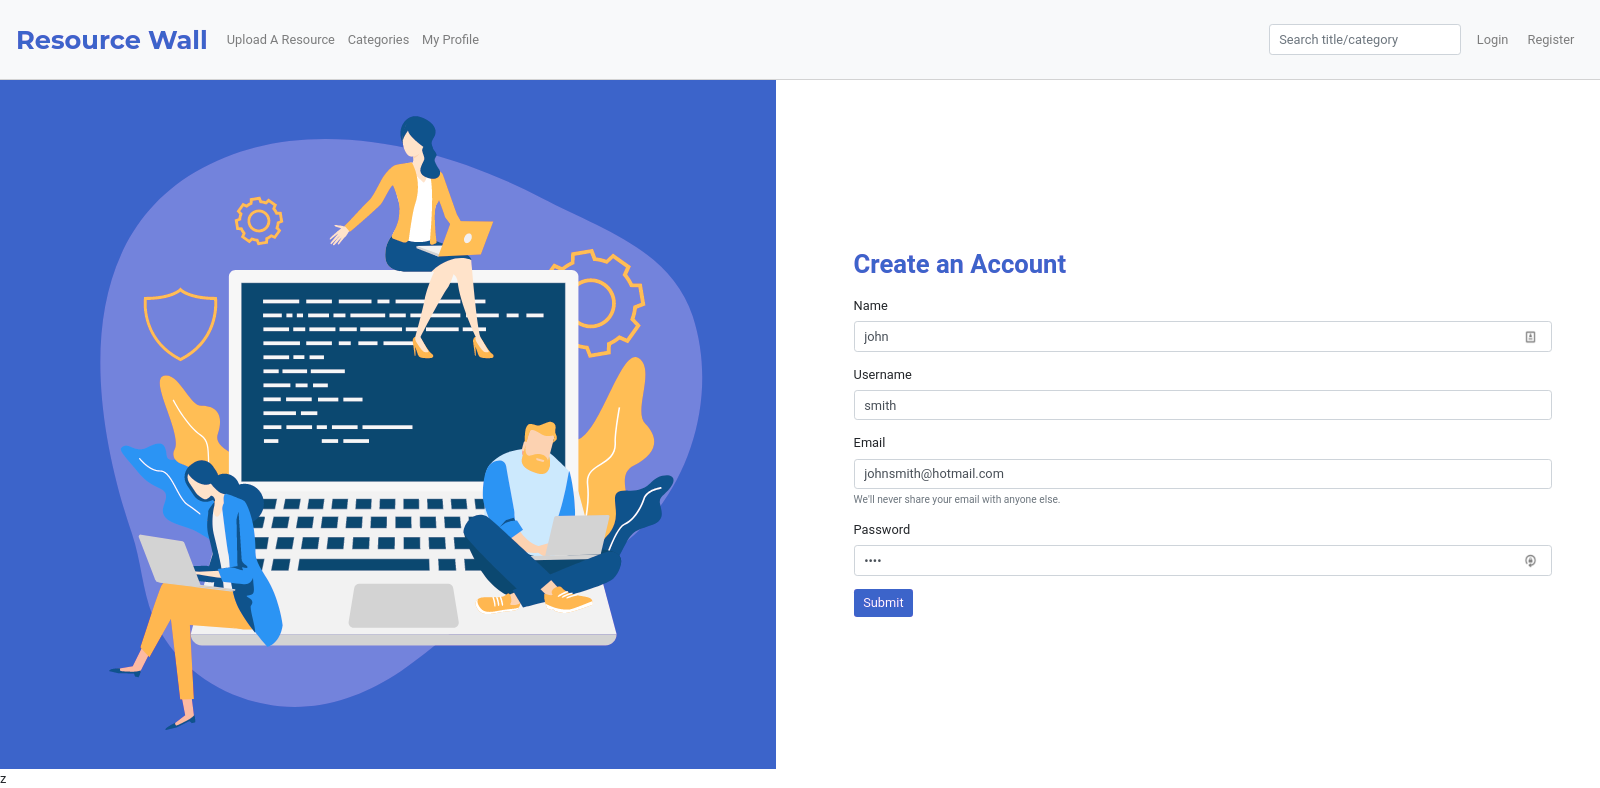 Resource Wall Upload A Resource Categories My Profile Search title/category Login Register
Create an Account
Name
john
Username
smith
Email
johnsmith@hotmail.com
We'll never share your email with anyone else.
Password
••••
Submit
z